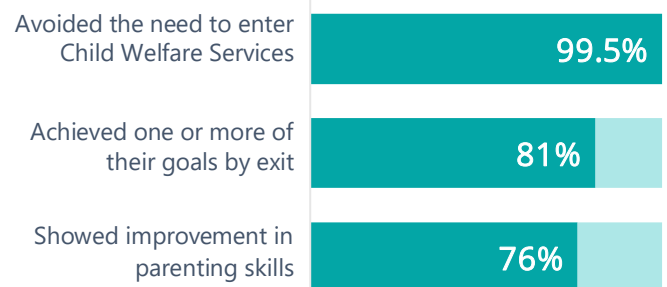 Avoided the need to enter
Child Welfare Services
99.5%
Achieved one or more of
their goals by exit
81%
Showed improvement in
parenting skills
76%